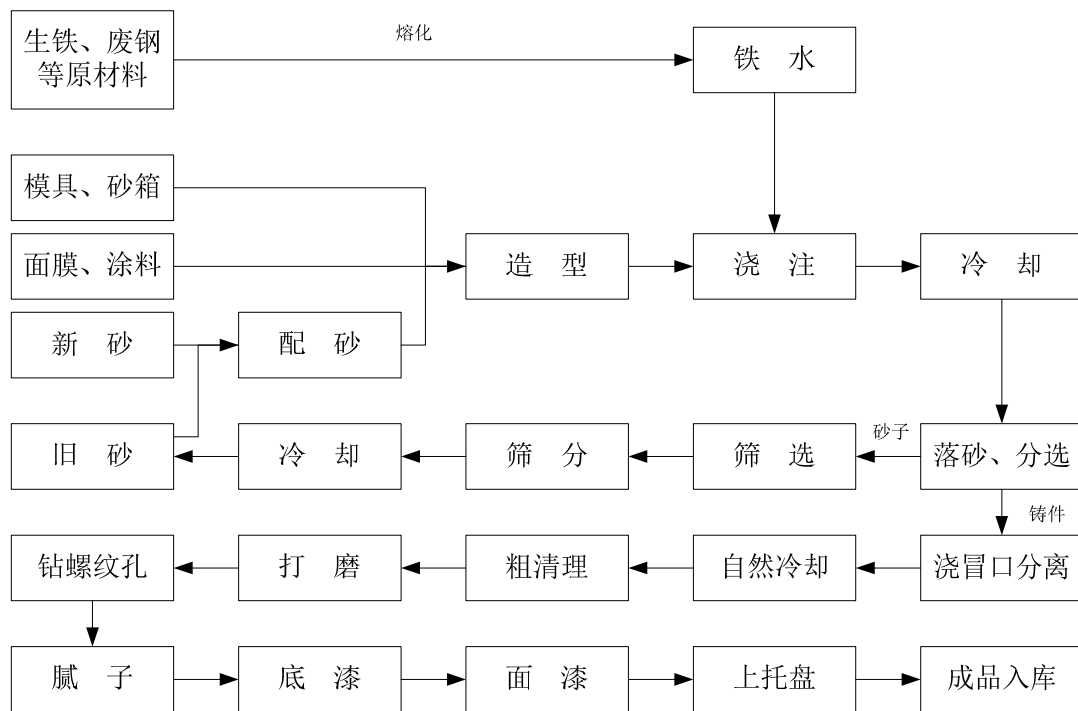 生铁、废钢
等原材料
熔化
铁 水
模具、砂箱
面膜、涂料
造 型
浇 注
冷 却
新 砂
配 砂
旧 砂
冷 却
筛 分
筛 选
砂子
落砂、分选
铸件
钻螺纹孔
打 磨
粗清理
自然冷却
浇冒口分离
腻 子
底 漆
面 漆
上托盘
成品入库